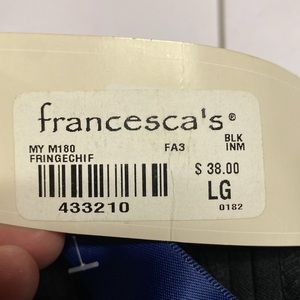 francesca's®
MY M180 FA3 BLK
FRINGECHIF INM
$ 38.00
LG
433210 0182